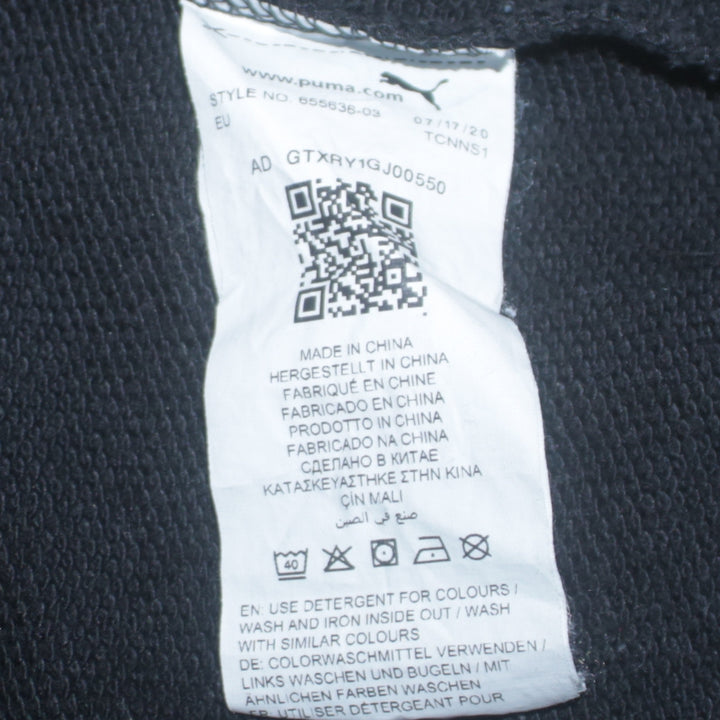 www.puma.com
STYLE NO. 655636-03 07/17/20
EU TCNNS1
AD GTXRY1GJ00550
MADE IN CHINA
HERGESTELLT IN CHINA
FABRIQUÉ EN CHINE
FABRICADO EN CHINA
PRODOTTO IN CHINA
FABRICADO NA CHINA
СДЕЛАНО В КИТАЕ
ΚΑΤΑΣΚΕΥΑΣΤΗΚΕ ΣΤΗΝ ΚΙΝΑ
ÇİN MALI
صنع في الصين
40
EN: USE DETERGENT FOR COLOURS /
WASH AND IRON INSIDE OUT / WASH
WITH SIMILAR COLOURS
DE: COLORWASCHMITTEL VERWENDEN /
LINKS WASCHEN UND BUGELN / MIT
ÄHNLICHEN FARBEN WASCHEN
FR: UTILISER DÉTERGEANT POUR